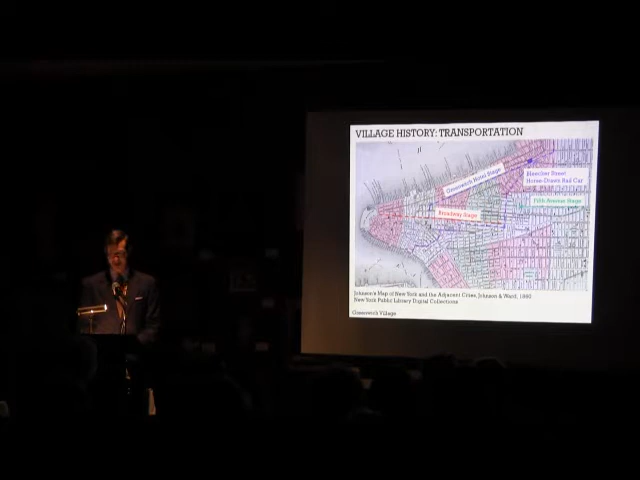 VILLAGE HISTORY: TRANSPORTATION
Greenwich Hotel Stage
Bleecker Street
Horse-Drawn Rail Car
Fifth Avenue Stage
Broadway Stage
Johnson's Map of New York and the Adjacent Cities, Johnson & Ward, 1860
New York Public Library Digital Collections
Greenwich Village